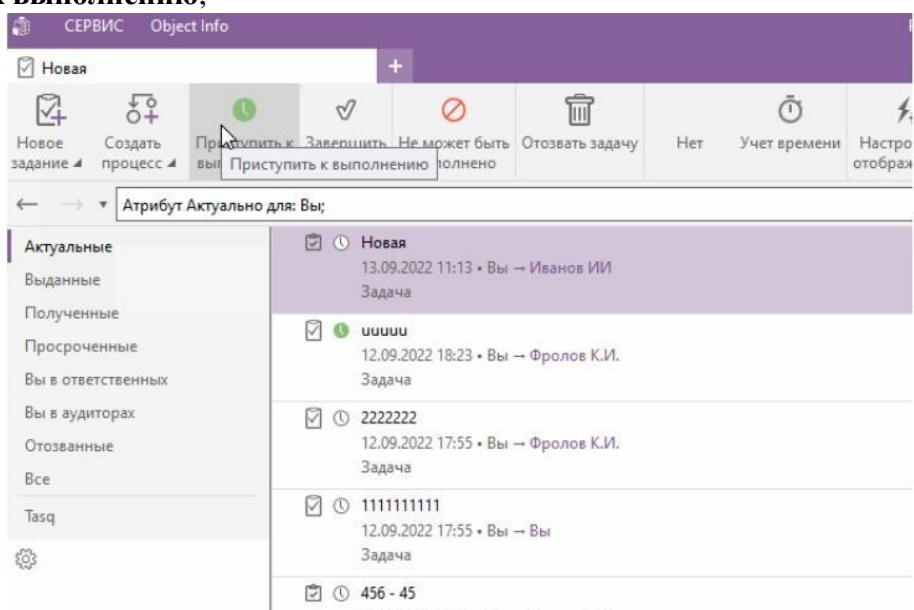 к выполнению;
СЕРВИС Object Info
Новая
+
Новое задание
Создать процесс
Приступить к
Завершить
Не может быть
Отозвать задачу
Нет
Учет времени
Приступить к выполнению
Атрибут Актуально для: Вы;
Актуальные
Выданные
Полученные
Просроченные
Вы в ответственных
Вы в аудиторах
Отозванные
Все
Tasq
Новая
13.09.2022 11:13 • Вы → Иванов ИИ
Задача
uuuuu
12.09.2022 18:23 • Вы → Фролов К.И.
Задача
2222222
12.09.2022 17:55 • Вы → Фролов К.И.
Задача
1111111111
12.09.2022 17:55 • Вы → Вы
Задача
456 - 45